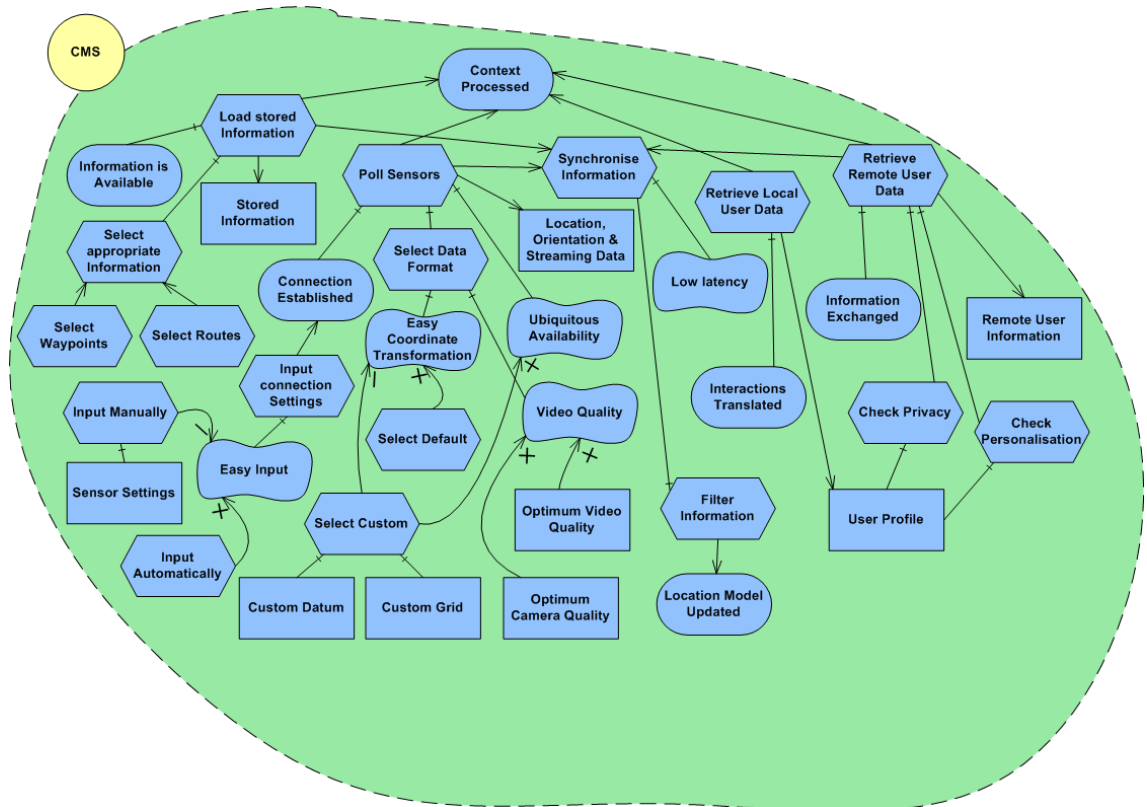 CMS
Context
Processed
Load stored
Information
Information is
Available
Stored
Information
Poll Sensors
Synchronise
Information
Retrieve Local
User Data
Retrieve
Remote User
Data
Select
appropriate
Information
Select Data
Format
Location,
Orientation &
Streaming Data
Connection
Established
Low latency
Information
Exchanged
Remote User
Information
Select
Waypoints
Select Routes
Easy
Coordinate
Transformation
Ubiquitous
Availability
Input
connection
Settings
Interactions
Translated
Input Manually
Select Default
Video Quality
Check Privacy
Check
Personalisation
Easy Input
Sensor Settings
Select Custom
Optimum Video
Quality
Filter
Information
User Profile
Input
Automatically
Custom Datum
Custom Grid
Optimum
Camera Quality
Location Model
Updated